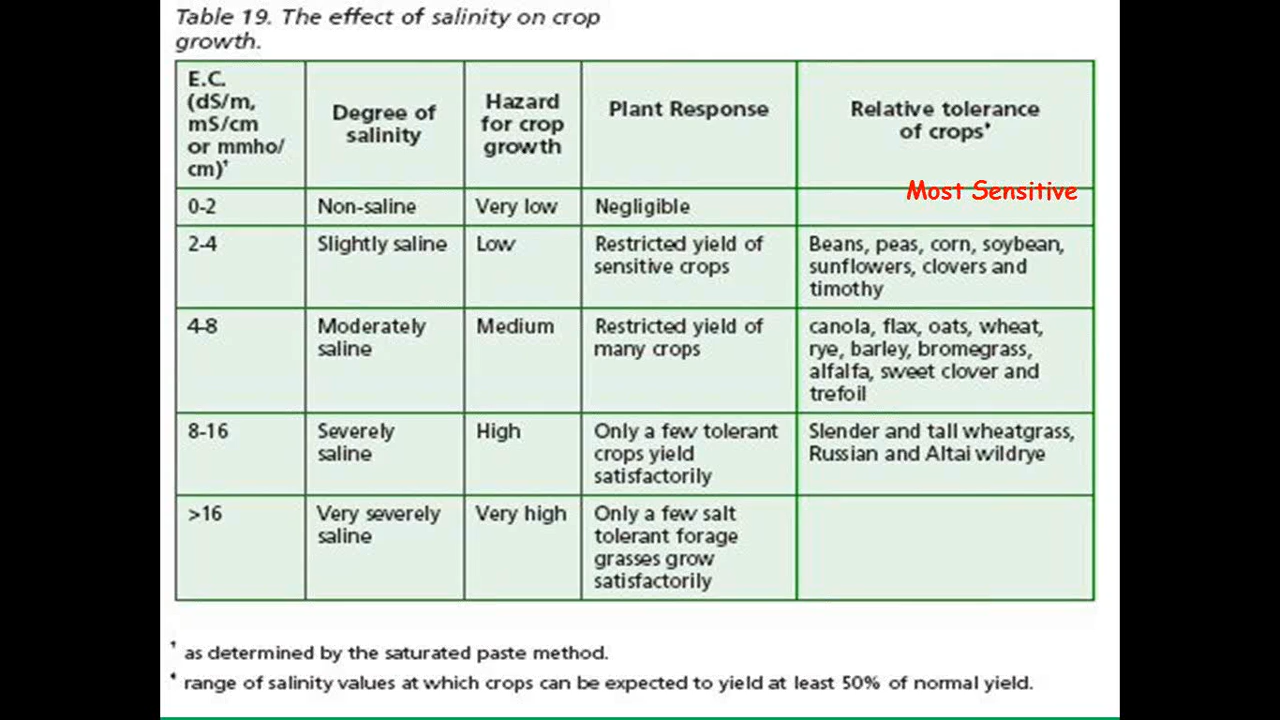 Table 19. The effect of salinity on crop
growth.
E.C.
(dS/m,
mS/cm
or mmho/
cm)†
Degree of
salinity
Hazard
for crop
growth
Plant Response
Relative tolerance
of crops♦
Most Sensitive
0-2
Non-saline
Very low
Negligible
2-4
Slightly saline
Low
Restricted yield of
sensitive crops
Beans, peas, corn, soybean,
sunflowers, clovers and
timothy
4-8
Moderately
saline
Medium
Restricted yield of
many crops
canola, flax, oats, wheat,
rye, barley, bromegrass,
alfalfa, sweet clover and
trefoil
8-16
Severely
saline
High
Only a few tolerant
crops yield
satisfactorily
Slender and tall wheatgrass,
Russian and Altai wildrye
>16
Very severely
saline
Very high
Only a few salt
tolerant forage
grasses grow
satisfactorily
† as determined by the saturated paste method.
♦ range of salinity values at which crops can be expected to yield at least 50% of normal yield.